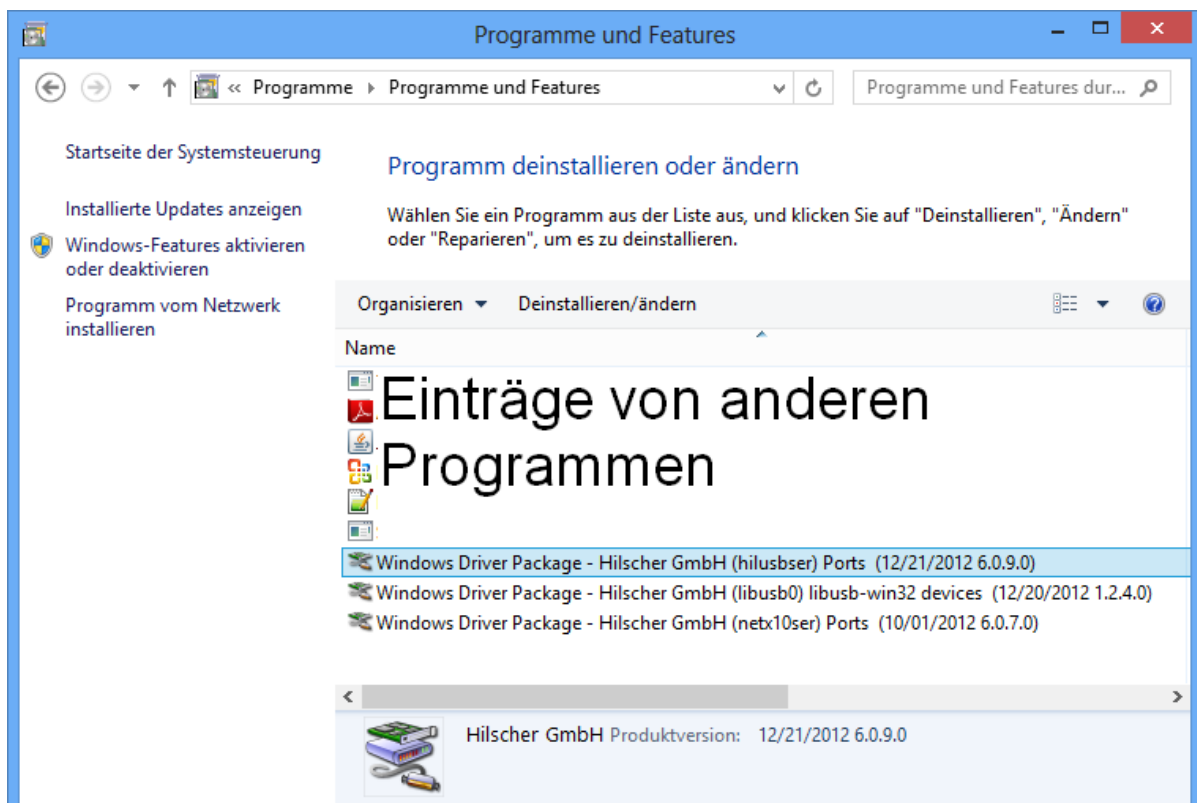 Programme und Features
« Programme Programme und Features
Programme und Features dur...
Startseite der Systemsteuerung
Installierte Updates anzeigen
Windows-Features aktivieren
oder deaktivieren
Programm vom Netzwerk
installieren
Programm deinstallieren oder ändern
Wählen Sie ein Programm aus der Liste aus, und klicken Sie auf "Deinstallieren", "Ändern"
oder "Reparieren", um es zu deinstallieren.
Organisieren Deinstallieren/ändern
Name
Einträge von anderen
Programmen
Windows Driver Package - Hilscher GmbH (hilusbser) Ports (12/21/2012 6.0.9.0)
Windows Driver Package - Hilscher GmbH (libusb0) libusb-win32 devices (12/20/2012 1.2.4.0)
Windows Driver Package - Hilscher GmbH (netx10ser) Ports (10/01/2012 6.0.7.0)
Hilscher GmbH Produktversion: 12/21/2012 6.0.9.0